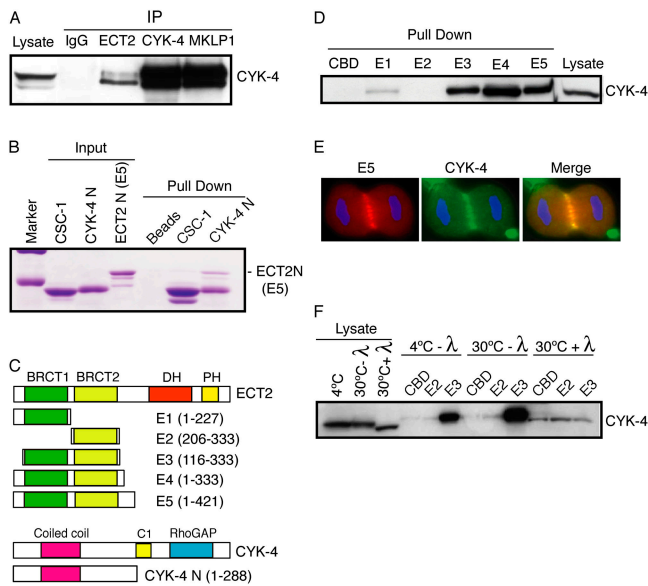 A
IP
Lysate IgG ECT2 CYK-4 MKLP1
CYK-4
B
Input
Pull Down
Marker CSC-1 CYK-4 N ECT2 N (E5) Beads CSC-1 CYK-4 N
- ECT2N
(E5)
C
BRCT1 BRCT2 DH PH
ECT2
E1 (1-227)
E2 (206-333)
E3 (116-333)
E4 (1-333)
E5 (1-421)
Coiled coil C1 RhoGAP
CYK-4
CYK-4 N (1-288)
D
Pull Down
CBD E1 E2 E3 E4 E5 Lysate
CYK-4
E
E5 CYK-4 Merge
F
Lysate 4ºC - λ 30ºC - λ 30ºC + λ
4ºC 30ºC- λ 30ºC+ λ CBD E2 E3 CBD E2 E3 CBD E2 E3
CYK-4